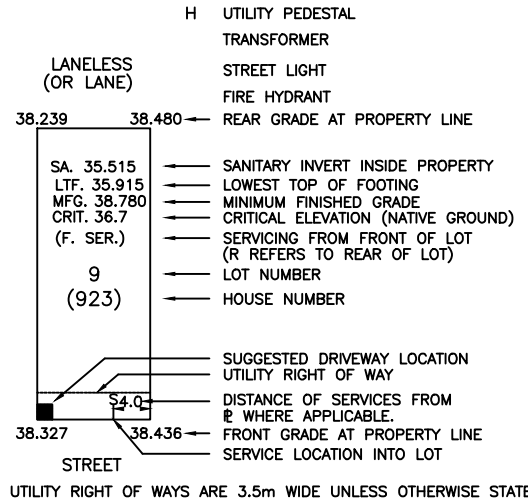 H UTILITY PEDESTAL
TRANSFORMER
LANELESS
(OR LANE)
STREET LIGHT
FIRE HYDRANT
38.239 38.480 REAR GRADE AT PROPERTY LINE
SA. 35.515 SANITARY INVERT INSIDE PROPERTY
LTF. 35.915 LOWEST TOP OF FOOTING
MFG. 38.780 MINIMUM FINISHED GRADE
CRIT. 36.7 CRITICAL ELEVATION (NATIVE GROUND)
(F. SER.) SERVICING FROM FRONT OF LOT
(R REFERS TO REAR OF LOT)
9 LOT NUMBER
(923) HOUSE NUMBER
SUGGESTED DRIVEWAY LOCATION
UTILITY RIGHT OF WAY
S4.0 DISTANCE OF SERVICES FROM
℄ WHERE APPLICABLE.
38.327 38.436 FRONT GRADE AT PROPERTY LINE
SERVICE LOCATION INTO LOT
STREET
UTILITY RIGHT OF WAYS ARE 3.5m WIDE UNLESS OTHERWISE STATE